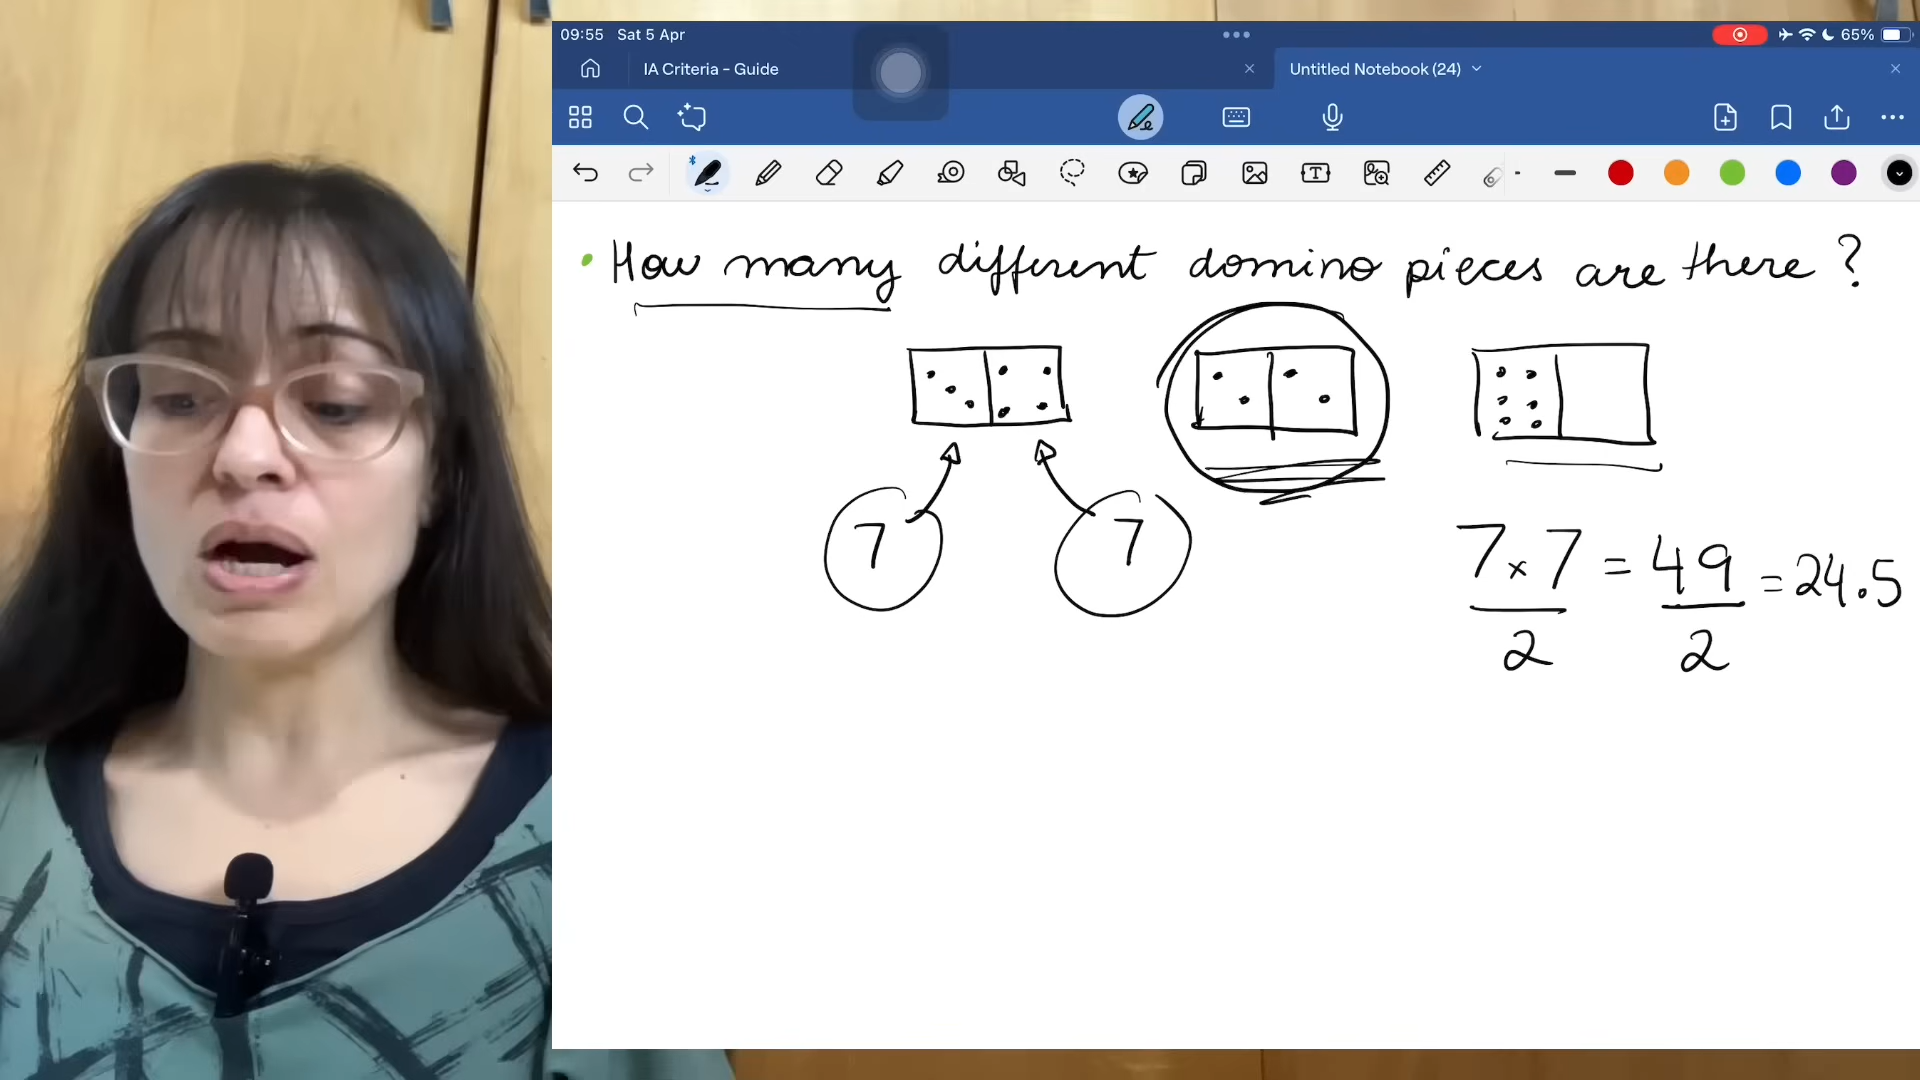 09:55 Sat 5 Apr
65%
IA Criteria – Guide
Untitled Notebook (24)
• How many different domino pieces are there ?
7
7
7 x 7 = 49 = 24.5
2 2